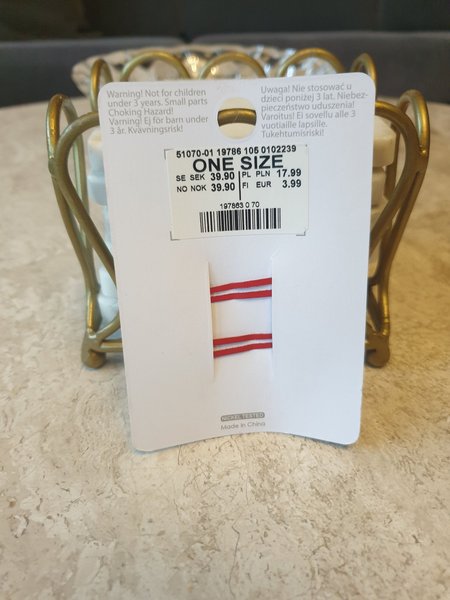 Warning! Not for children
under 3 years. Small parts
Choking Hazard!
Varning! Ej för barn under
3 år. Kvävningsrisk!
Uwaga! Nie stosować u
dzieci poniżej 3 lat. Niebez-
pieczeństwo uduszenia!
Varoitus! Ei sovellu alle 3
vuotiaille lapsille.
Tukehtumisriski!
51070-01 19786 105 0102239
ONE SIZE
SE SEK 39.90 PL PLN 17.99
NO NOK 39.90 FI EUR 3.99
197863 0 70
NICKEL TESTED
Made in China